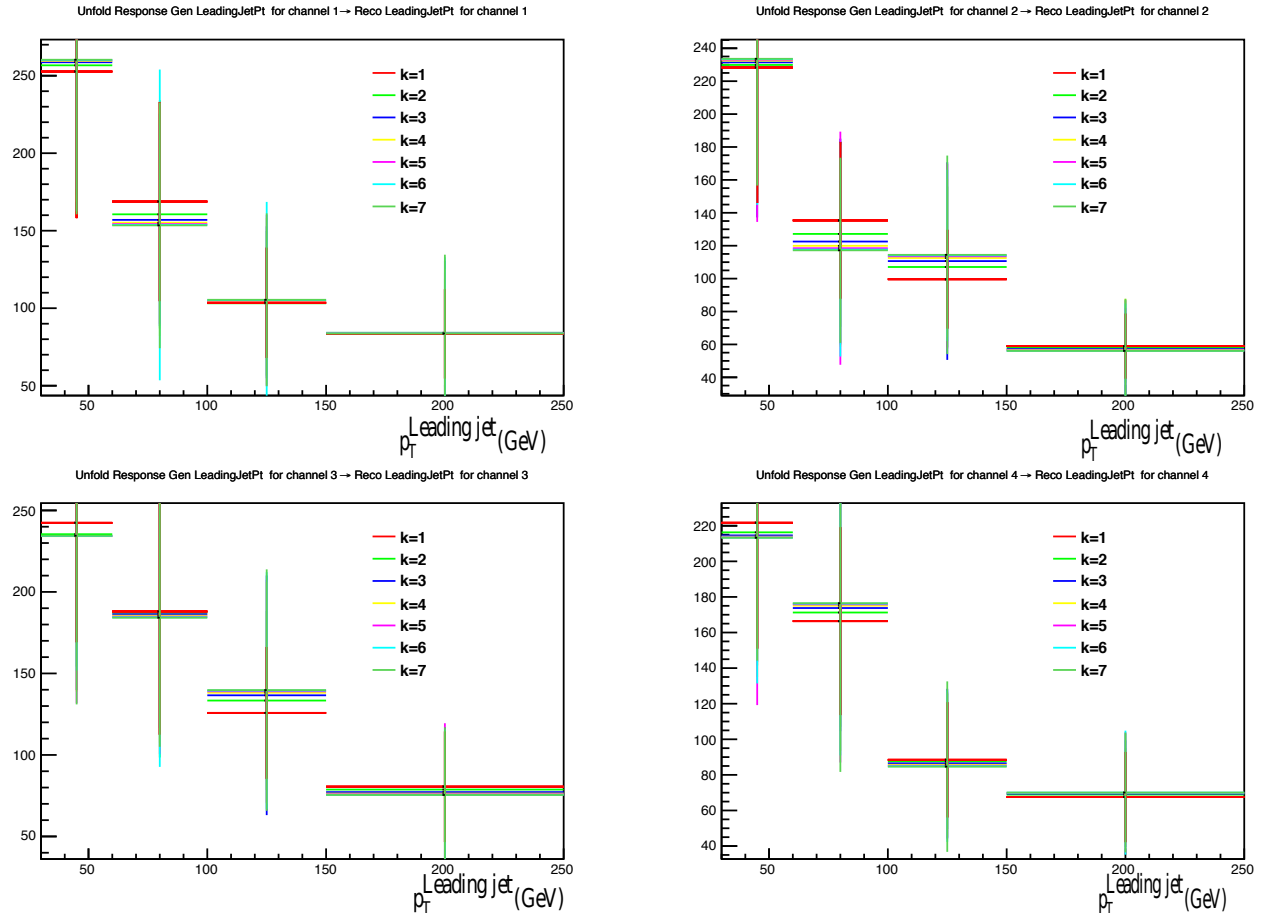 Unfold Response Gen LeadingJetPt for channel 1→ Reco LeadingJetPt for channel 1
250
200
150
100
50
k=1
k=2
k=3
k=4
k=5
k=6
k=7
50 100 150 200 250
p_T^Leading jet (GeV)
Unfold Response Gen LeadingJetPt for channel 2→ Reco LeadingJetPt for channel 2
240
220
200
180
160
140
120
100
80
60
40
k=1
k=2
k=3
k=4
k=5
k=6
k=7
50 100 150 200 250
p_T^Leading jet (GeV)
Unfold Response Gen LeadingJetPt for channel 3→ Reco LeadingJetPt for channel 3
250
200
150
100
50
k=1
k=2
k=3
k=4
k=5
k=6
k=7
50 100 150 200 250
p_T^Leading jet (GeV)
Unfold Response Gen LeadingJetPt for channel 4→ Reco LeadingJetPt for channel 4
220
200
180
160
140
120
100
80
60
40
k=1
k=2
k=3
k=4
k=5
k=6
k=7
50 100 150 200 250
p_T^Leading jet (GeV)